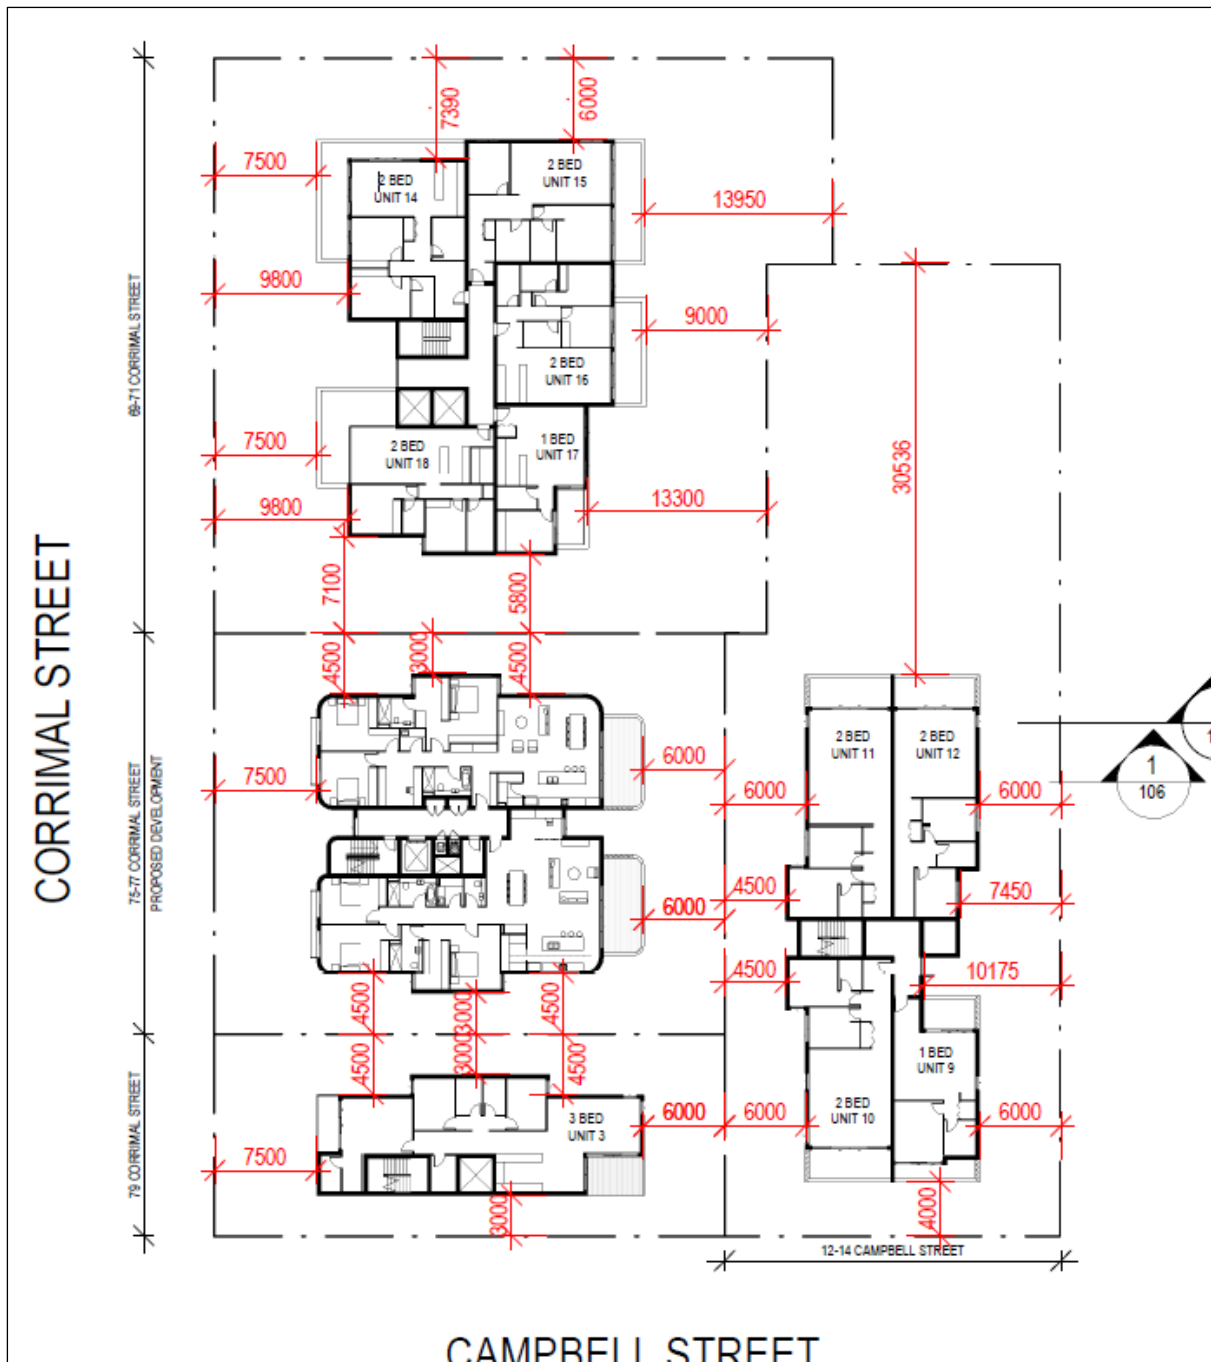 7390
6000
7500
2 BED
UNIT 14
2 BED
UNIT 15
13950
9800
9000
69-71 CORRIMAL STREET
2 BED
UNIT 16
7500
2 BED
UNIT 18
1 BED
UNIT 17
30536
9800
13300
7100
5800
CORRIMAL STREET
4500
3000
4500
2 BED
UNIT 11
2 BED
UNIT 12
7500
6000
6000
6000
1
106
1
75-77 CORRIMAL STREET
PROPOSED DEVELOPMENT
4500
7450
6000
4500
10175
4500
3000
4500
4500
3000
4500
1 BED
UNIT 9
2 BED
UNIT 10
3 BED
UNIT 3
6000
6000
6000
79 CORRIMAL STREET
7500
3000
4000
12-14 CAMPBELL STREET
CAMPBELL STREET